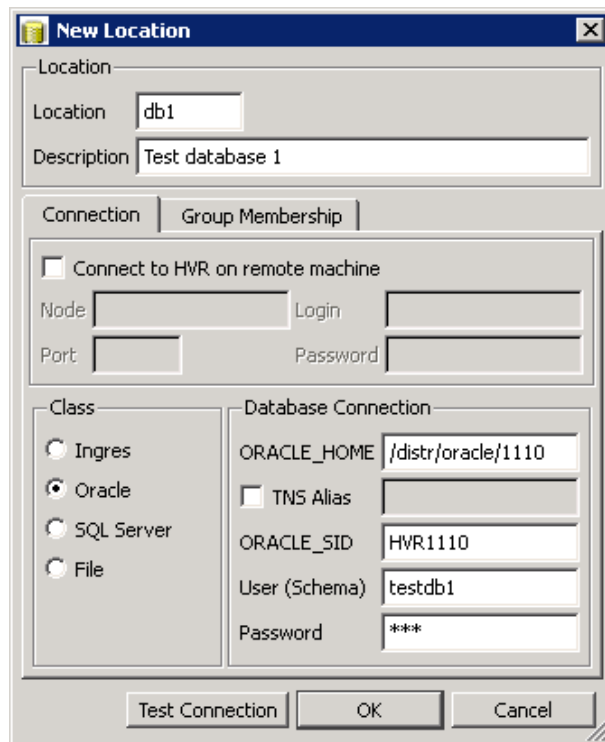 New Location
Location
Location db1
Description Test database 1
Connection Group Membership
Connect to HVR on remote machine
Node Login
Port Password
Class
Ingres
Oracle
SQL Server
File
Database Connection
ORACLE_HOME /distr/oracle/1110
TNS Alias
ORACLE_SID HVR1110
User (Schema) testdb1
Password ***
Test Connection OK Cancel